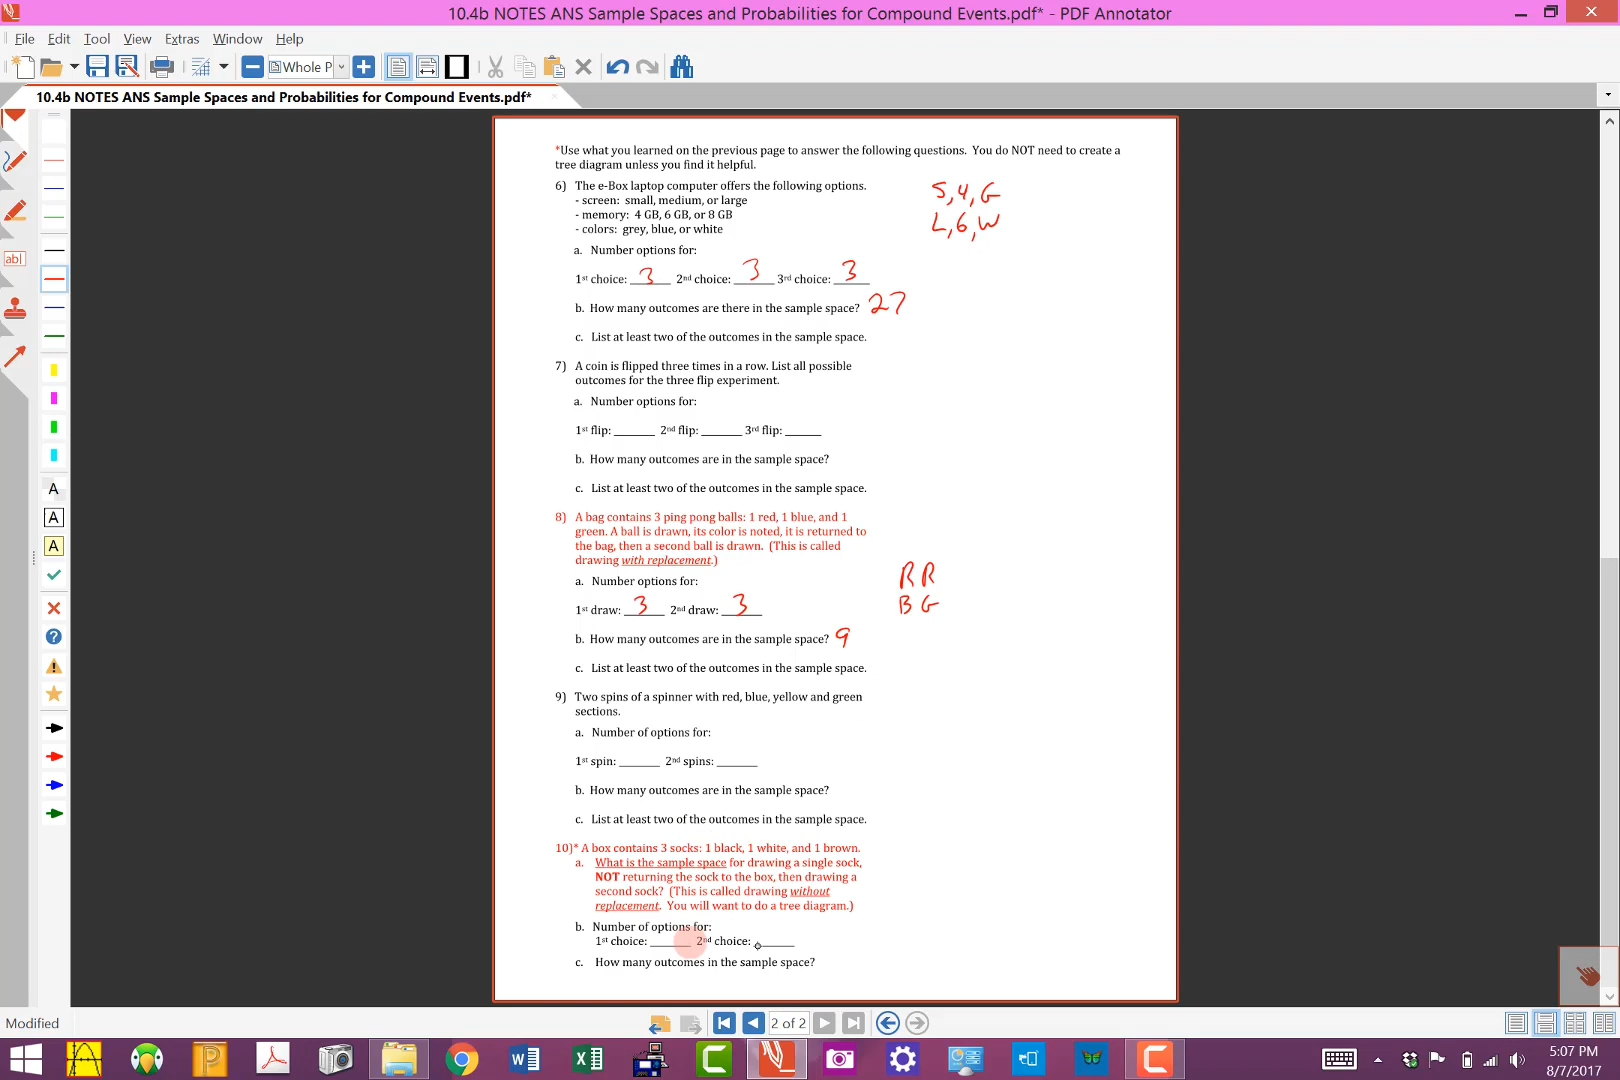 10.4b NOTES ANS Sample Spaces and Probabilities for Compound Events.pdf* - PDF Annotator
File Edit Tool View Extras Window Help
Whole P
10.4b NOTES ANS Sample Spaces and Probabilities for Compound Events.pdf*
*Use what you learned on the previous page to answer the following questions. You do NOT need to create a
tree diagram unless you find it helpful.
6) The e-Box laptop computer offers the following options.
- screen: small, medium, or large
- memory: 4 GB, 6 GB, or 8 GB
- colors: grey, blue, or white
S,4,G
L,6,W
a. Number options for:
1st choice: 3 2nd choice: 3 3rd choice: 3
b. How many outcomes are there in the sample space? 27
c. List at least two of the outcomes in the sample space.
7) A coin is flipped three times in a row. List all possible
outcomes for the three flip experiment.
a. Number options for:
1st flip: ______ 2nd flip: ______ 3rd flip: ______
b. How many outcomes are in the sample space?
c. List at least two of the outcomes in the sample space.
8) A bag contains 3 ping pong balls: 1 red, 1 blue, and 1
green. A ball is drawn, its color is noted, it is returned to
the bag, then a second ball is drawn. (This is called
drawing with replacement.)
a. Number options for:
R R
B G
1st draw: 3 2nd draw: 3
b. How many outcomes are in the sample space? 9
c. List at least two of the outcomes in the sample space.
9) Two spins of a spinner with red, blue, yellow and green
sections.
a. Number of options for:
1st spin: ______ 2nd spins: ______
b. How many outcomes are in the sample space?
c. List at least two of the outcomes in the sample space.
10)* A box contains 3 socks: 1 black, 1 white, and 1 brown.
a. What is the sample space for drawing a single sock,
NOT returning the sock to the box, then drawing a
second sock? (This is called drawing without
replacement. You will want to do a tree diagram.)
b. Number of options for:
1st choice: ______ 2nd choice: ______
c. How many outcomes in the sample space?
abl
A
A
A
Modified
2 of 2
5:07 PM
8/7/2017